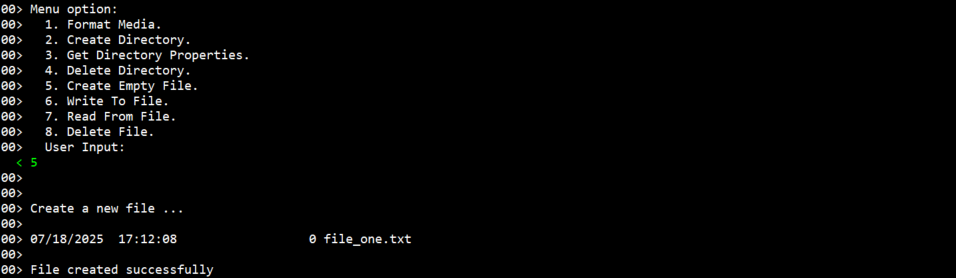 00> Menu option:
00>   1. Format Media.
00>   2. Create Directory.
00>   3. Get Directory Properties.
00>   4. Delete Directory.
00>   5. Create Empty File.
00>   6. Write To File.
00>   7. Read From File.
00>   8. Delete File.
00>   User Input:
  < 5
00>
00>
00> Create a new file ...
00>
00> 07/18/2025  17:12:08                  0 file_one.txt
00>
00> File created successfully